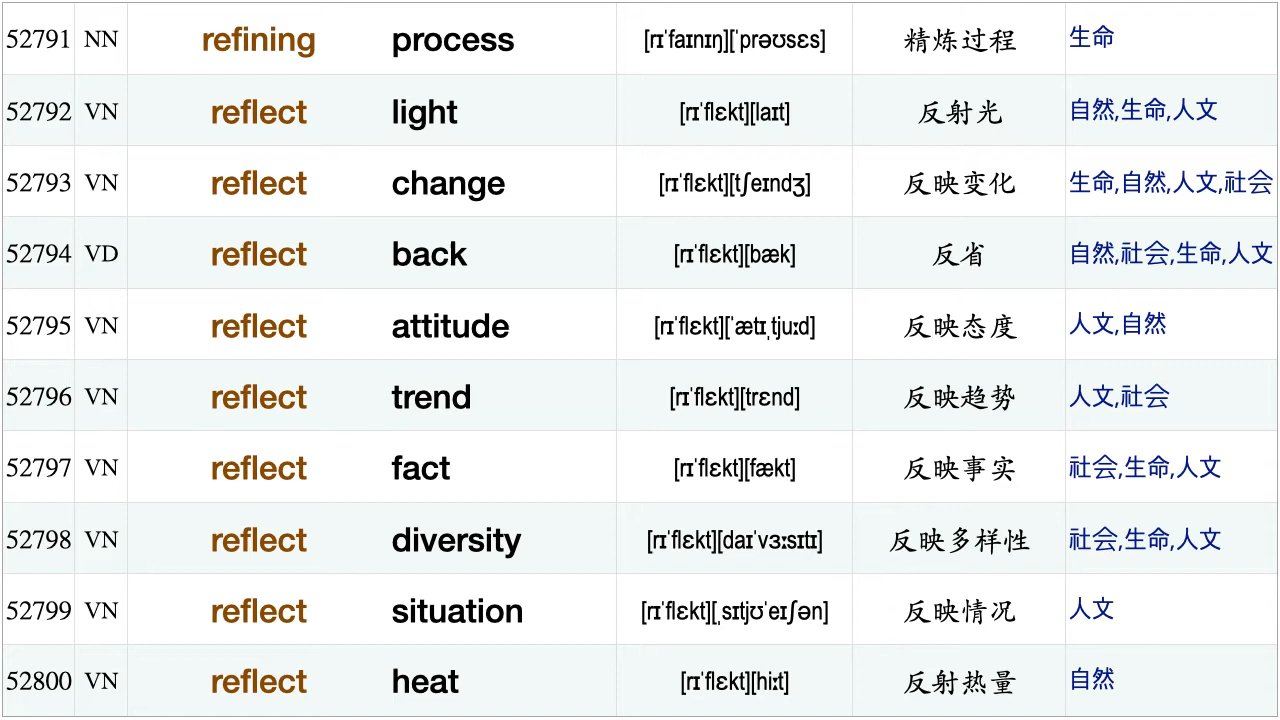 52791 NN refining process [rɪˈfaɪnɪŋ][ˈprəʊsɛs] 精炼过程 生命
52792 VN reflect light [rɪˈflɛkt][laɪt] 反射光 自然,生命,人文
52793 VN reflect change [rɪˈflɛkt][tʃeɪndʒ] 反映变化 生命,自然,人文,社会
52794 VD reflect back [rɪˈflɛkt][bæk] 反省 自然,社会,生命,人文
52795 VN reflect attitude [rɪˈflɛkt][ˈætɪˌtjuːd] 反映态度 人文,自然
52796 VN reflect trend [rɪˈflɛkt][trɛnd] 反映趋势 人文,社会
52797 VN reflect fact [rɪˈflɛkt][fækt] 反映事实 社会,生命,人文
52798 VN reflect diversity [rɪˈflɛkt][daɪˈvɜːsɪtɪ] 反映多样性 社会,生命,人文
52799 VN reflect situation [rɪˈflɛkt][ˌsɪtjʊˈeɪʃən] 反映情况 人文
52800 VN reflect heat [rɪˈflɛkt][hiːt] 反射热量 自然